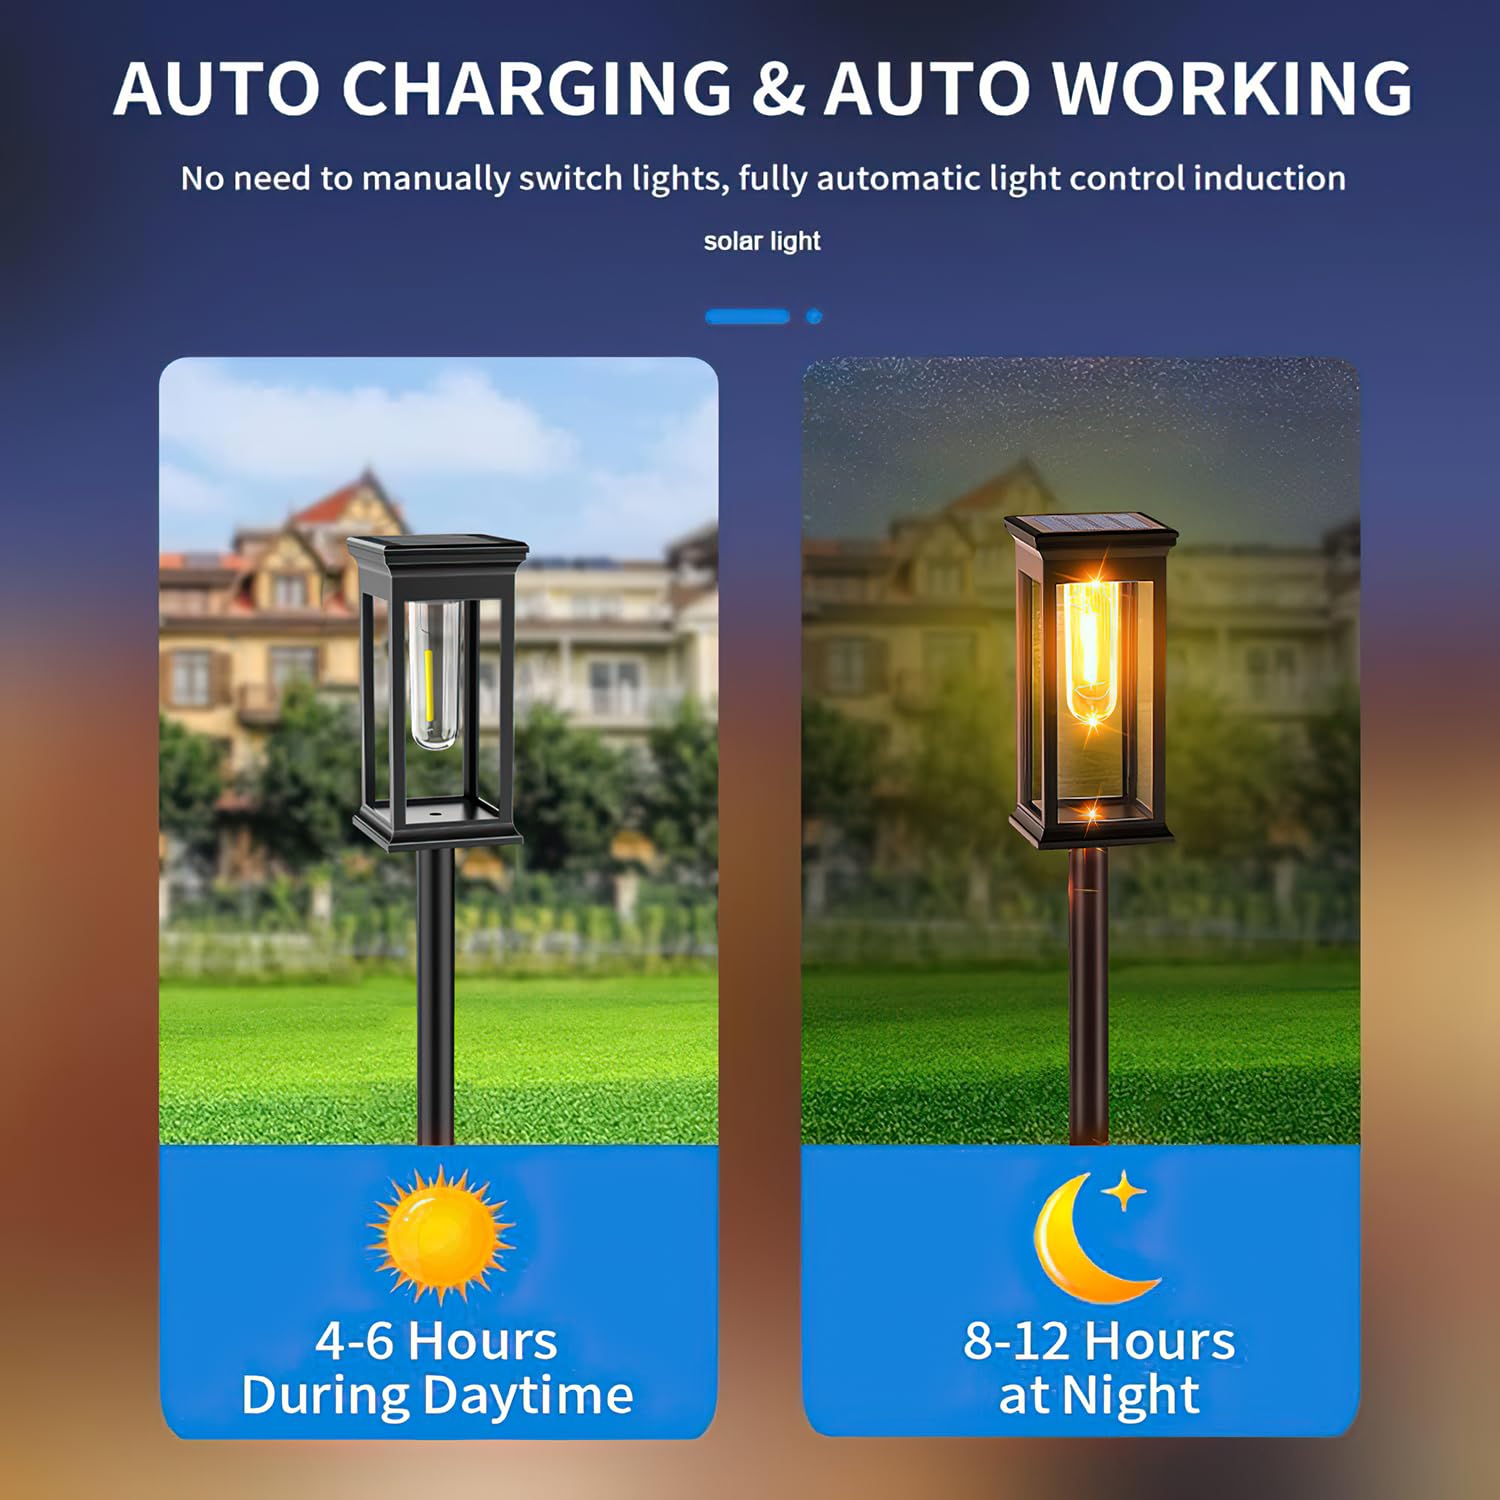 AUTO CHARGING & AUTO WORKING
No need to manually switch lights, fully automatic light control induction
solar light
4-6 Hours
During Daytime
8-12 Hours
at Night